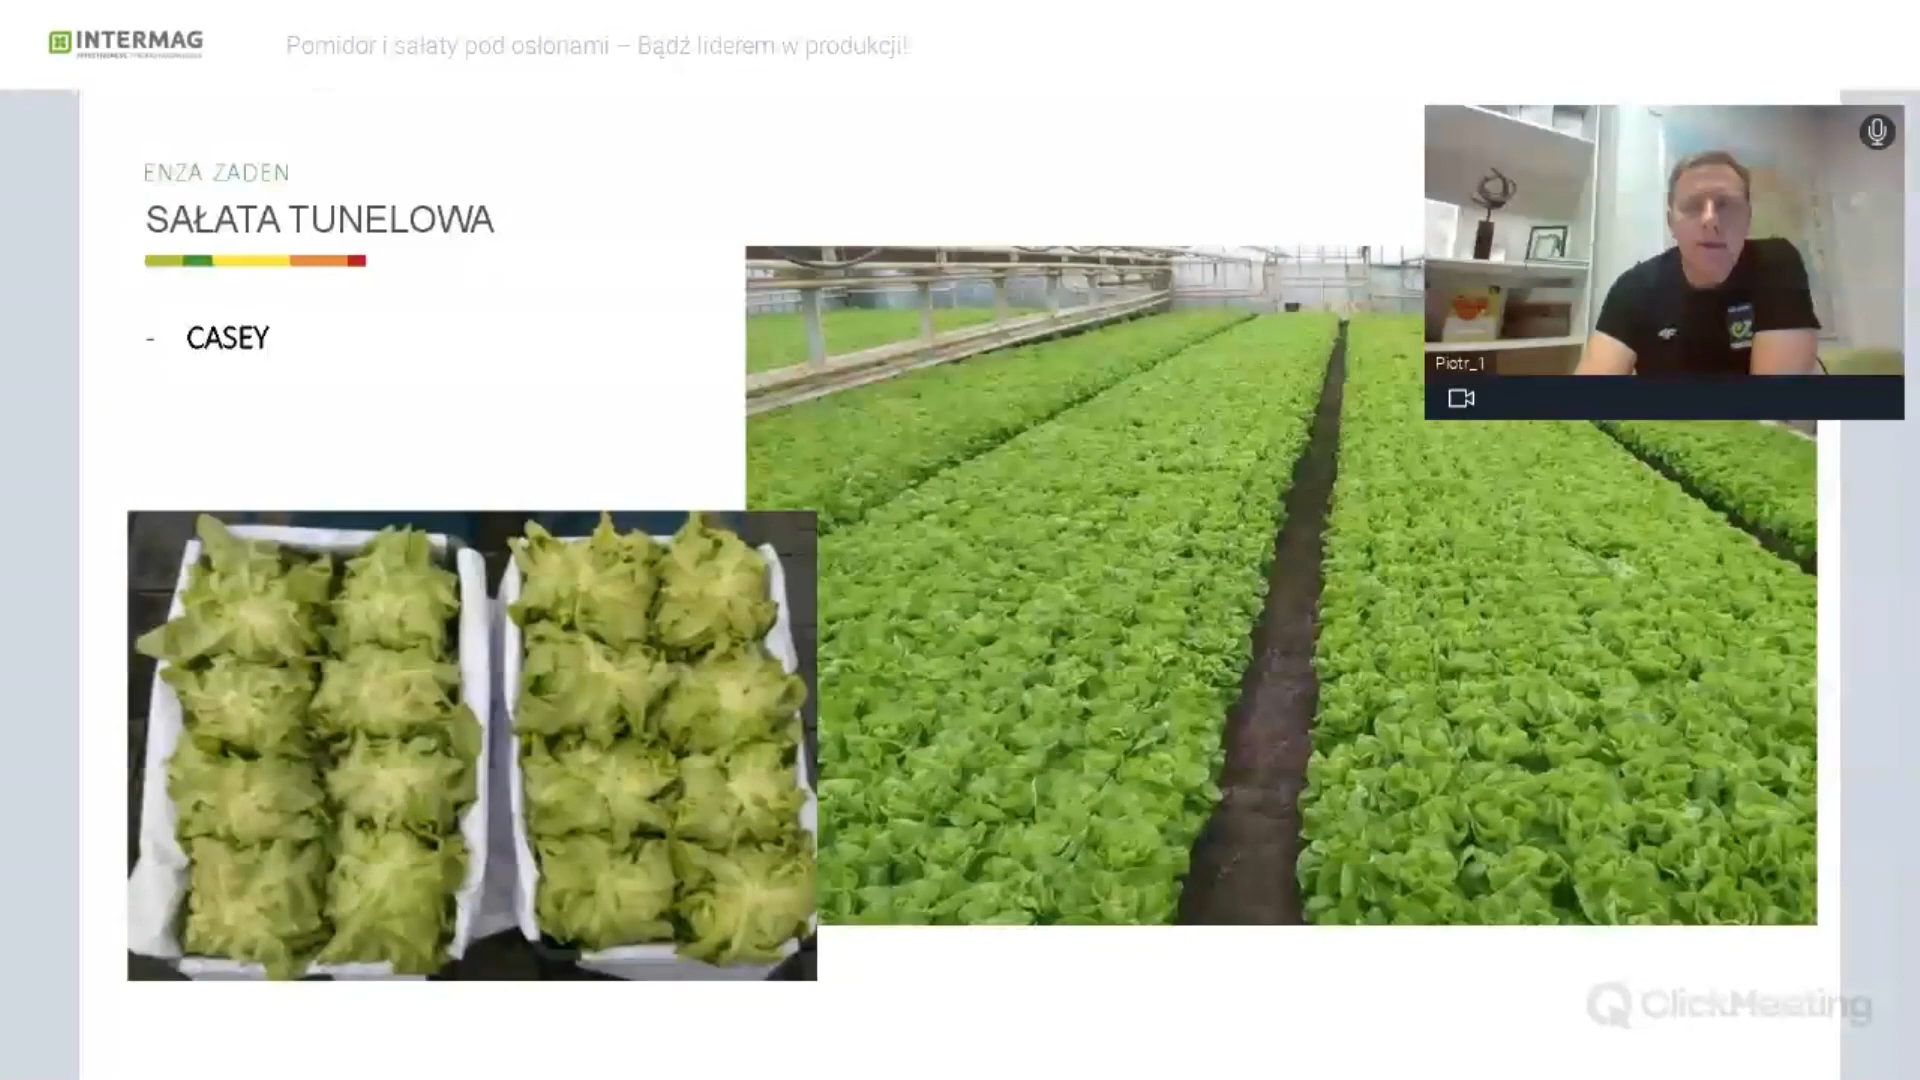 INTERMAG
Pomidor i sałaty pod osłonami – Bądź liderem w produkcji!
ENZA ZADEN
SAŁATA TUNELOWA
- CASEY
Piotr_1
ClickMeeting